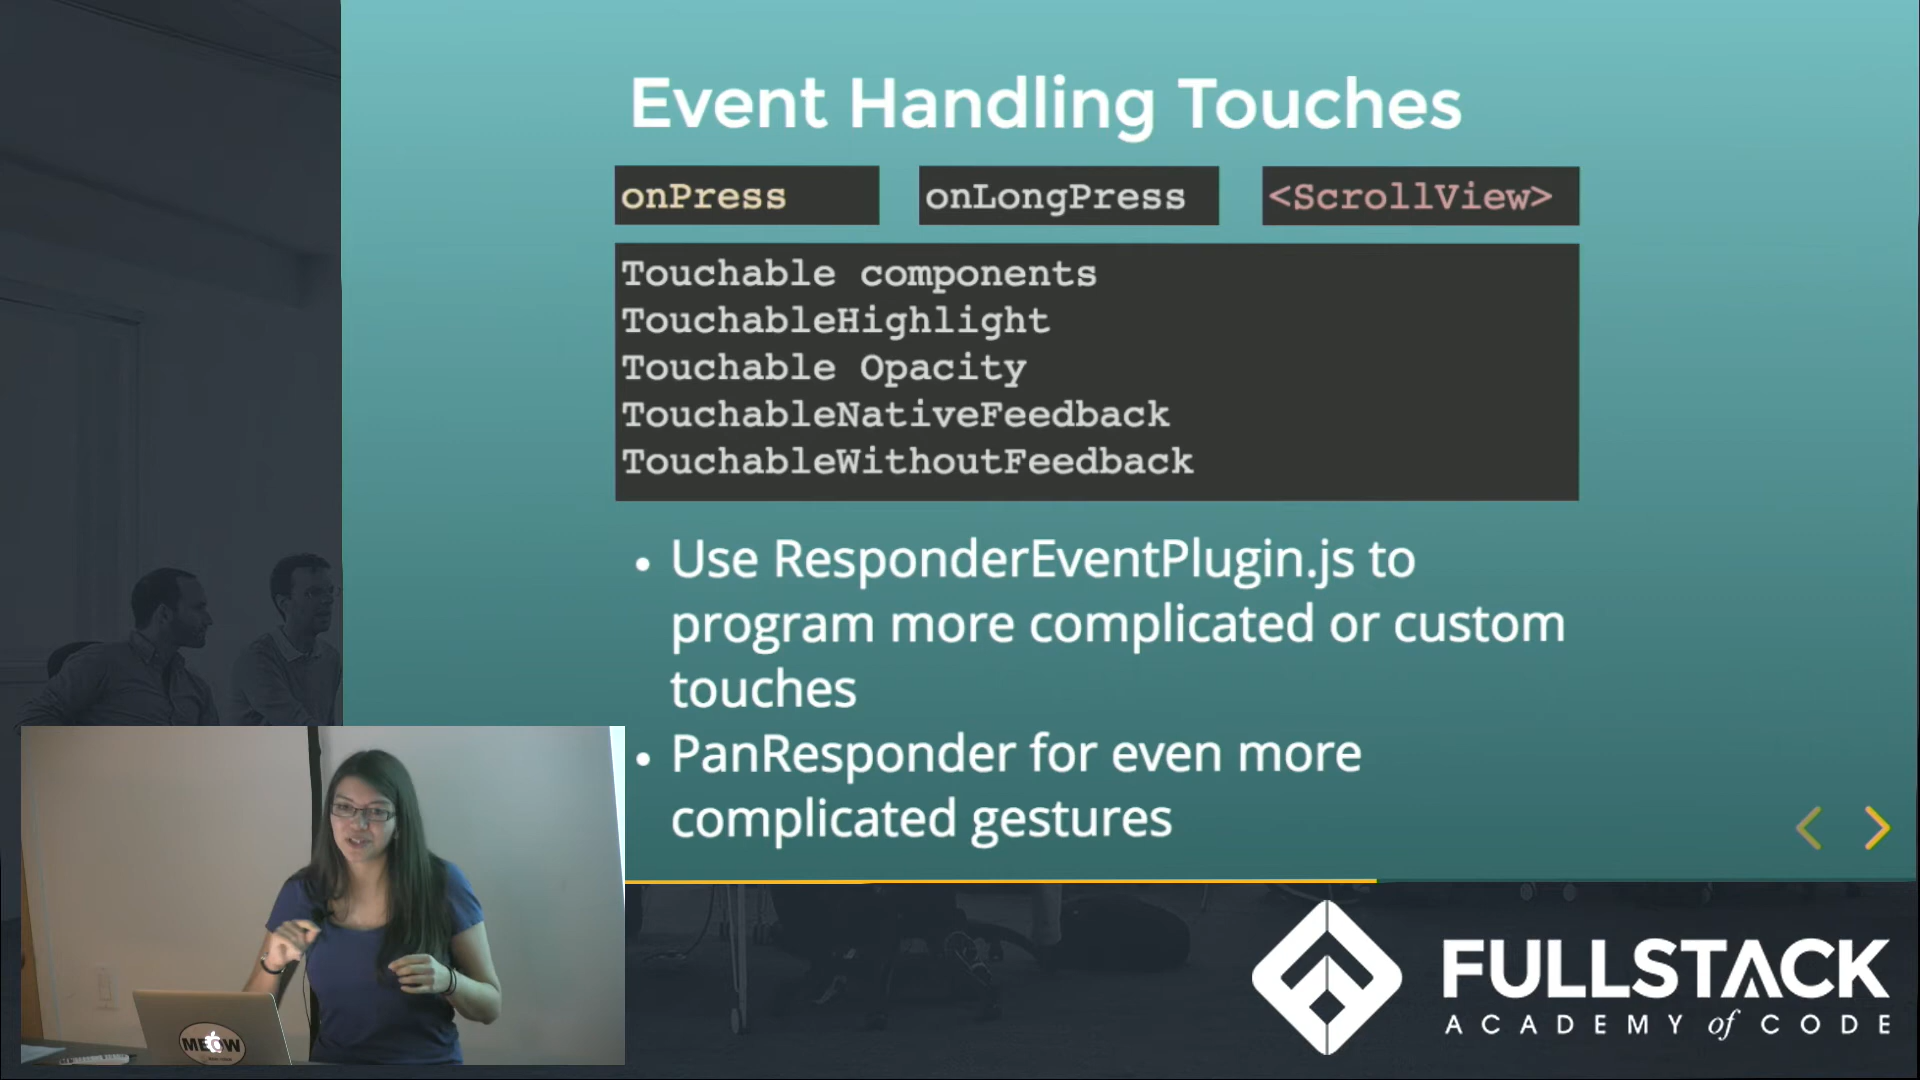 Event Handling Touches
onPress
onLongPress
<ScrollView>
Touchable components
TouchableHighlight
Touchable Opacity
TouchableNativeFeedback
TouchableWithoutFeedback
• Use ResponderEventPlugin.js to
program more complicated or custom
touches
• PanResponder for even more
complicated gestures
MEOW
FULLSTACK
ACADEMY of CODE